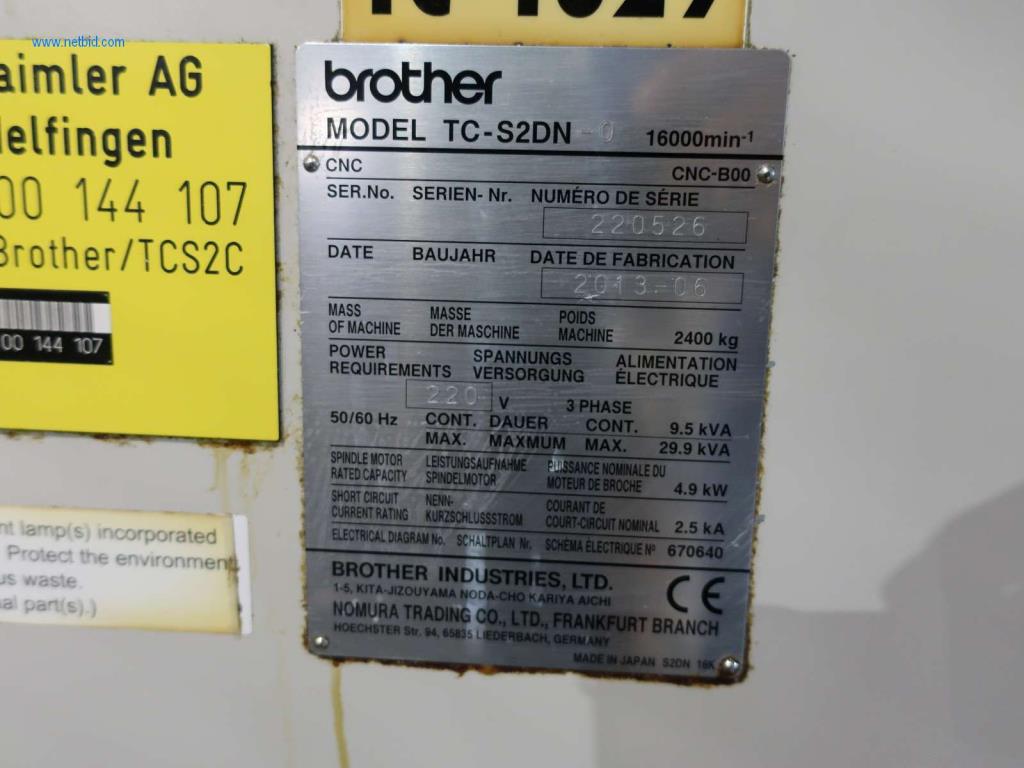 www.netbid.com
brother
MODEL TC-S2DN -0 16000min-1
CNC CNC-B00
SER.No. SERIEN- Nr. NUMÉRO DE SÉRIE
220526
DATE BAUJAHR DATE DE FABRICATION
2013-06
MASS MASSE POIDS
OF MACHINE DER MASCHINE MACHINE 2400 kg
POWER SPANNUNGS ALIMENTATION
REQUIREMENTS VERSORGUNG ÉLECTRIQUE
220 V 3 PHASE
50/60 Hz CONT. DAUER CONT. 9.5 kVA
MAX. MAXMUM MAX. 29.9 kVA
SPINDLE MOTOR LEISTUNGSAUFNAHME PUISSANCE NOMINALE DU
RATED CAPACITY SPINDELMOTOR MOTEUR DE BROCHE 4.9 kW
SHORT CIRCUIT NENN- COURANT DE
CURRENT RATING KURZSCHLUSSSTROM COURT-CIRCUIT NOMINAL 2.5 kA
ELECTRICAL DIAGRAM No. SCHALTPLAN Nr. SCHÉMA ÉLECTRIQUE Nº 670640
BROTHER INDUSTRIES, LTD.
1-5, KITA-JIZOUYAMA NODA-CHO KARIYA AICHI
NOMURA TRADING CO., LTD., FRANKFURT BRANCH
HOECHSTER Str. 94, 65835 LIEDERBACH, GERMANY
CE
MADE IN JAPAN S2DN 16K
aimler AG
elfingen
00 144 107
Brother/TCS2C
00 144 107
nt lamp(s) incorporated
Protect the environment
us waste.
al part(s).)